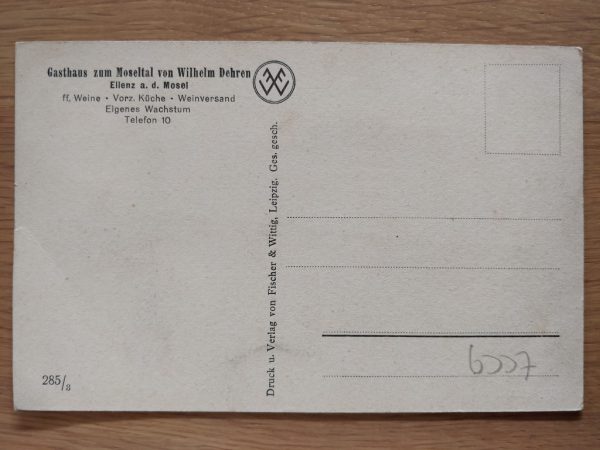 Gasthaus zum Moseltal von Wilhelm Dehren
Ellenz a. d. Mosel
ff. Weine • Vorz. Küche • Weinversand
Eigenes Wachstum
Telefon 10
Druck u. Verlag von Fischer & Wittig, Leipzig. Ges. gesch.
285/2